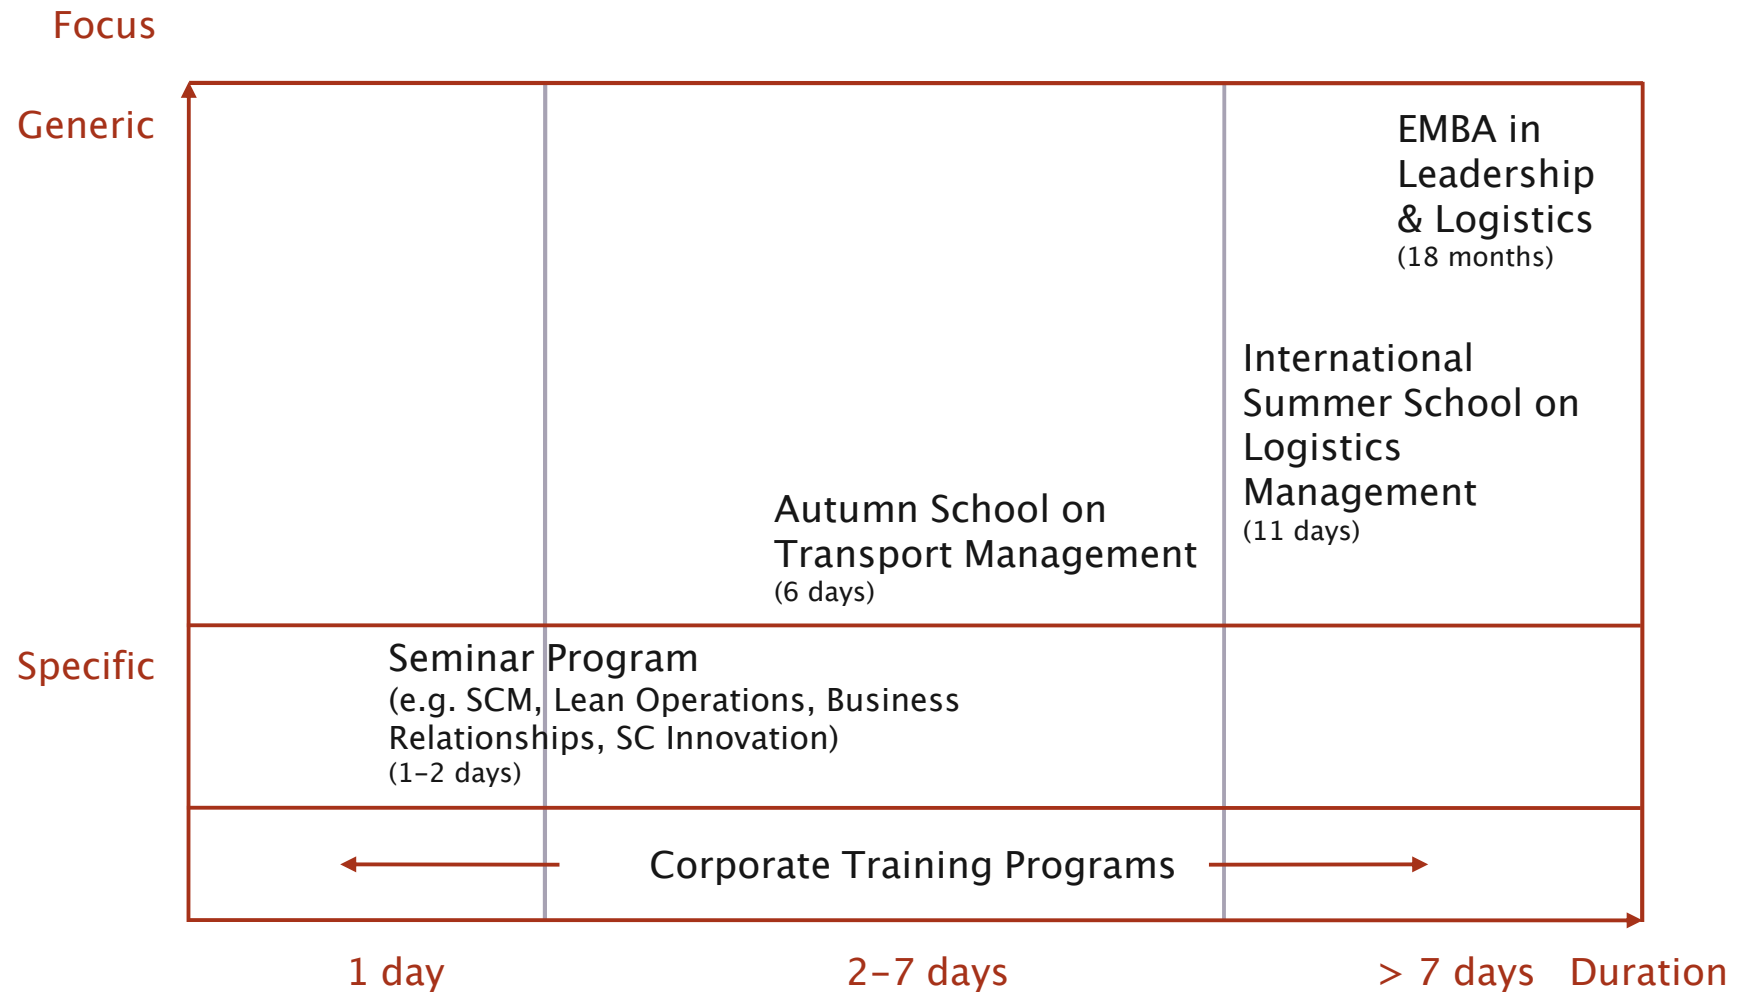 Focus
Generic
EMBA in
Leadership
& Logistics
(18 months)
International
Summer School on
Logistics
Management
(11 days)
Autumn School on
Transport Management
(6 days)
Specific
Seminar Program
(e.g. SCM, Lean Operations, Business
Relationships, SC Innovation)
(1–2 days)
Corporate Training Programs
1 day
2–7 days
> 7 days
Duration